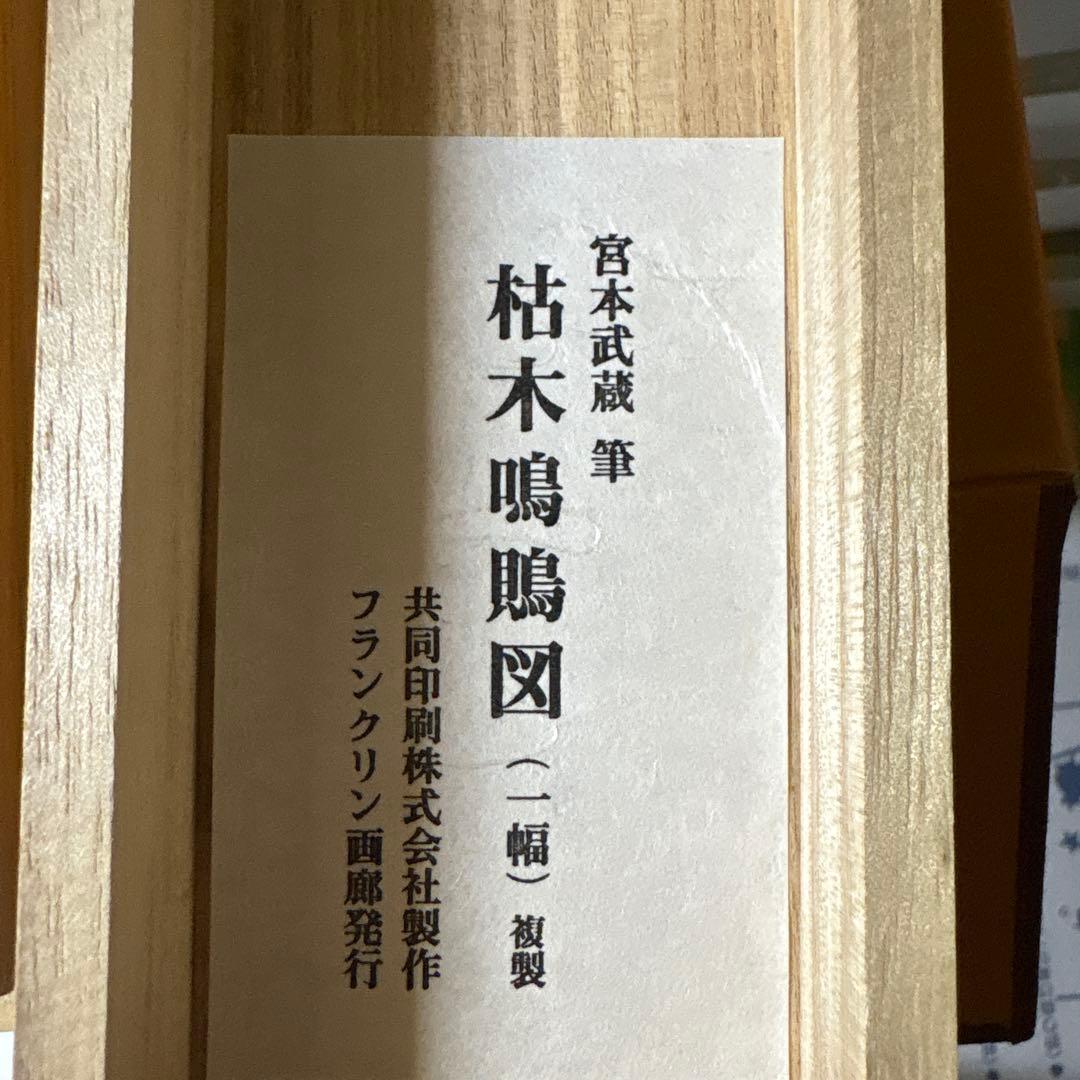 宮本武蔵 筆
枯木鳴鵙図（一幅）複製
共同印刷株式会社製作
フランクリン画廊発行